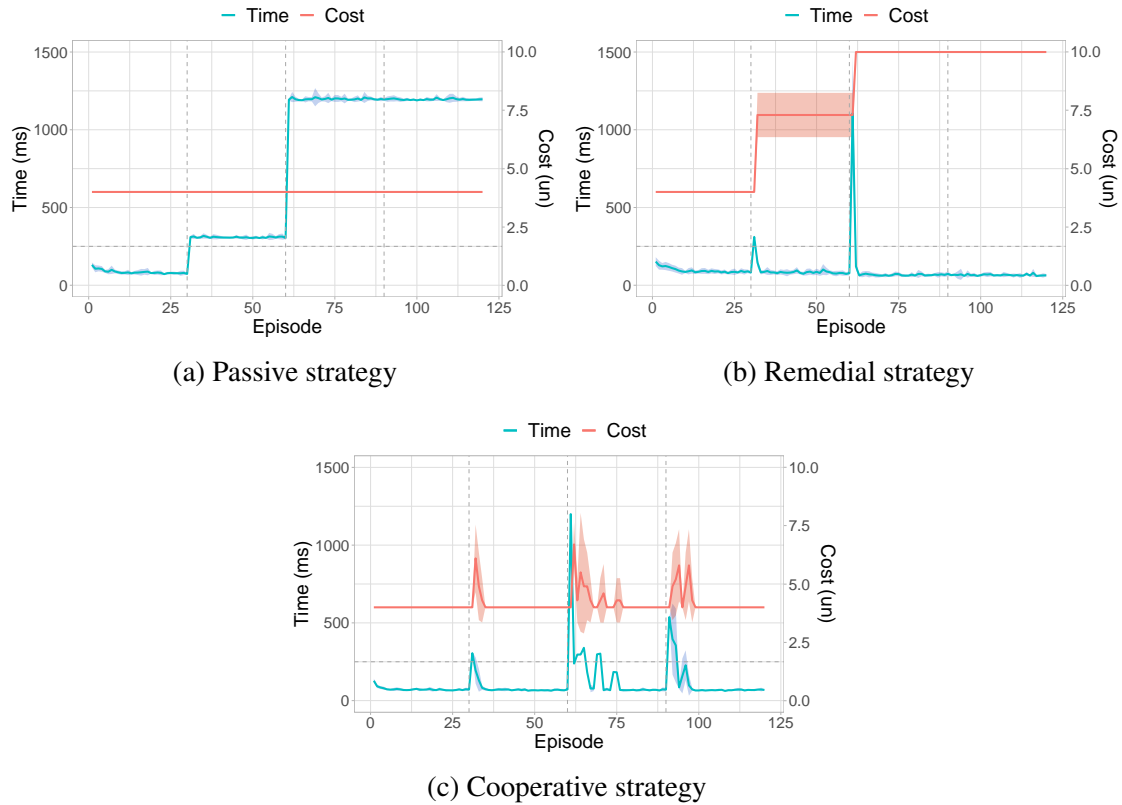 Time Cost
Time Cost
1500
1000
500
0
Time (ms)
10.0
7.5
5.0
2.5
0.0
Cost (un)
0 25 50 75 100 125
Episode
1500
1000
500
0
Time (ms)
10.0
7.5
5.0
2.5
0.0
Cost (un)
0 25 50 75 100 125
Episode
(a) Passive strategy
(b) Remedial strategy
Time Cost
1500
1000
500
0
Time (ms)
10.0
7.5
5.0
2.5
0.0
Cost (un)
0 25 50 75 100 125
Episode
(c) Cooperative strategy